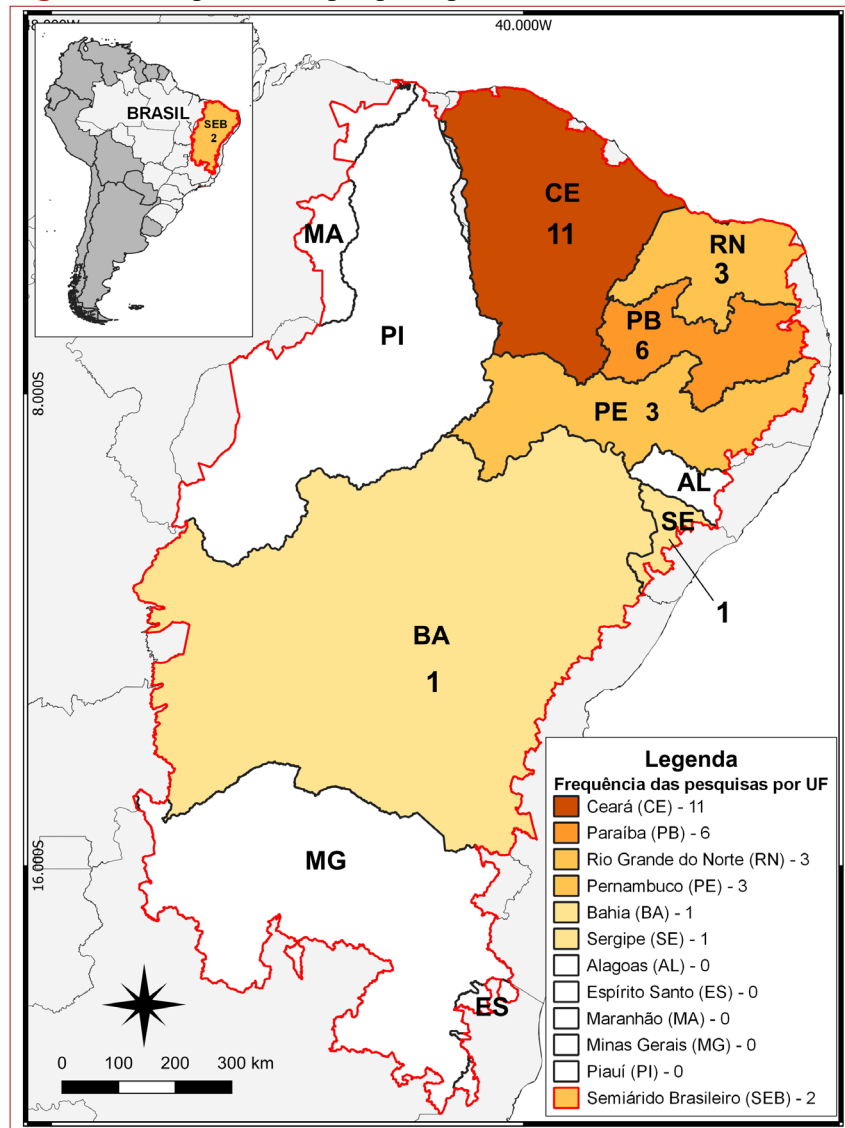 40.000W
BRASIL
SEB
2
CE
11
MA
RN
3
PI
PB
6
8.000S
PE 3
AL
SE
1
BA
1
16.000S
MG
ES
0 100 200 300 km
Legenda
Frequência das pesquisas por UF
Ceará (CE) - 11
Paraíba (PB) - 6
Rio Grande do Norte (RN) - 3
Pernambuco (PE) - 3
Bahia (BA) - 1
Sergipe (SE) - 1
Alagoas (AL) - 0
Espírito Santo (ES) - 0
Maranhão (MA) - 0
Minas Gerais (MG) - 0
Piauí (PI) - 0
Semiárido Brasileiro (SEB) - 2